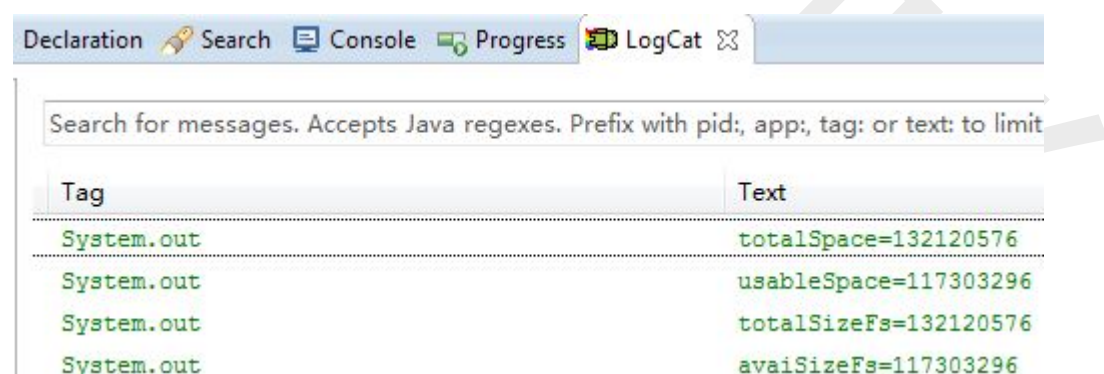 Declaration Search Console Progress LogCat
Search for messages. Accepts Java regexes. Prefix with pid:, app:, tag: or text: to limit
Tag Text
System.out totalSpace=132120576
System.out usableSpace=117303296
System.out totalSizeFs=132120576
System.out avaiSizeFs=117303296